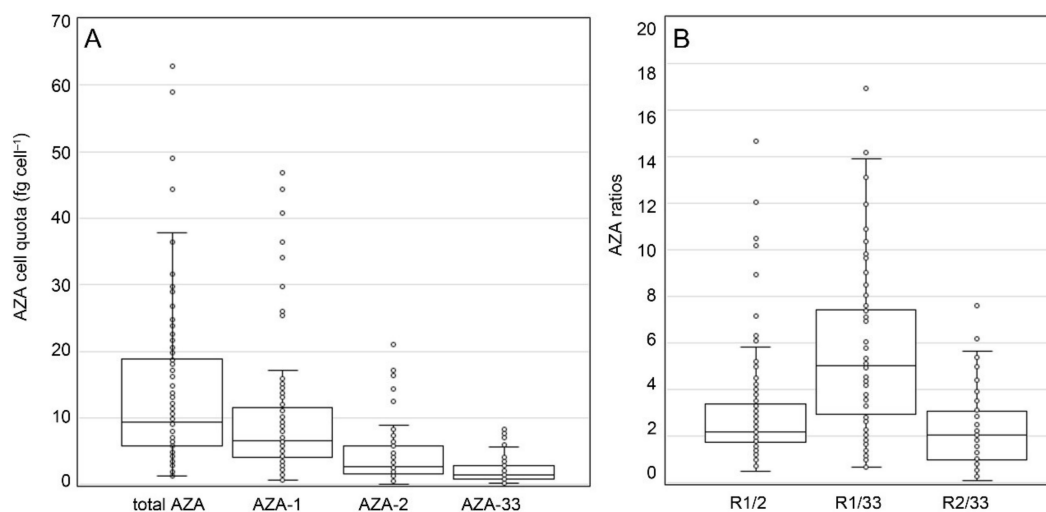 A
AZA cell quota (fg cell⁻¹)
70
60
50
40
30
20
10
0
total AZA
AZA-1
AZA-2
AZA-33
B
AZA ratios
20
18
16
14
12
10
8
6
4
2
0
R1/2
R1/33
R2/33